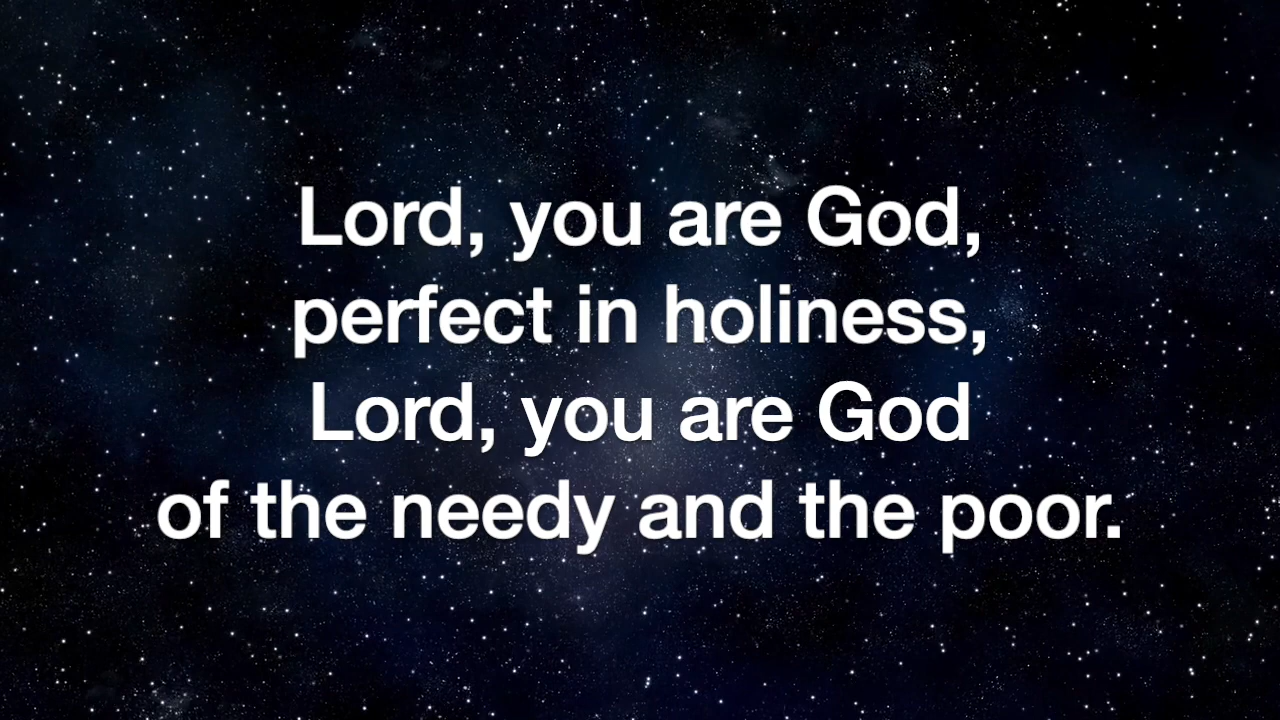 Lord, you are God,
perfect in holiness,
Lord, you are God
of the needy and the poor.